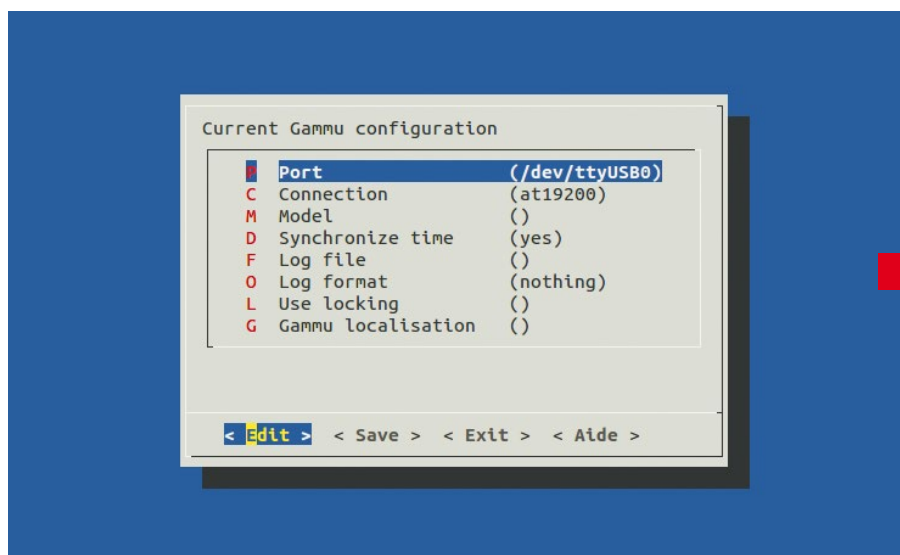 Current Gammu configuration
P Port (/dev/ttyUSB0)
C Connection (at19200)
M Model ()
D Synchronize time (yes)
F Log file ()
O Log format (nothing)
L Use locking ()
G Gammu localisation ()
< Edit > < Save > < Exit > < Aide >